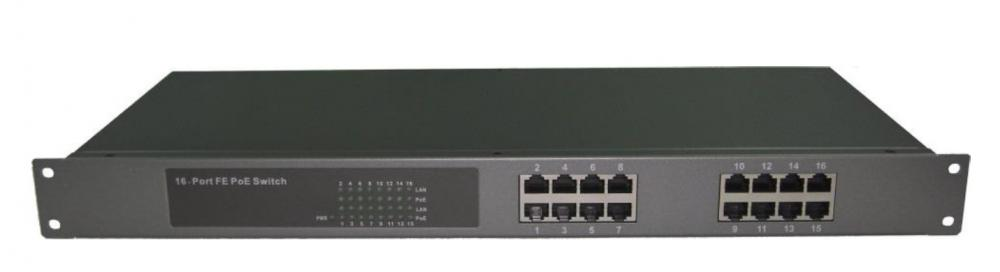 16-Port FE PoE Switch
2 4 6 8 10 12 14 16
LAN
PoE
LAN
PWR PoE
1 3 5 7 9 11 13 15
2 4 6 8
1 3 5 7
10 12 14 16
9 11 13 15